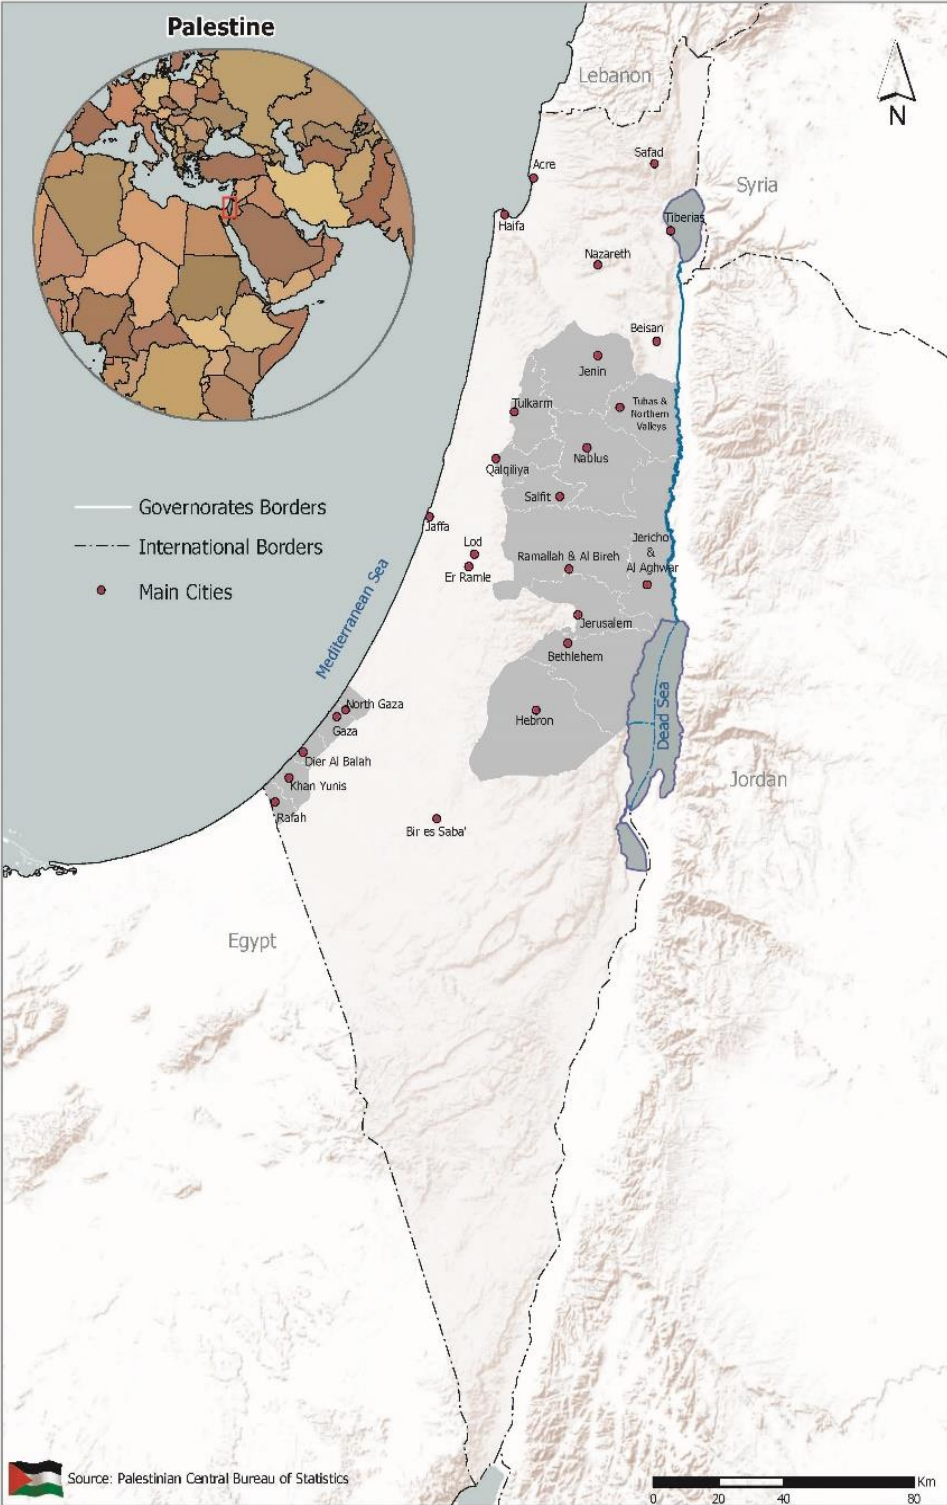 Palestine
Lebanon
N
Safad
Acre
Syria
Haifa
Tiberias
Nazareth
Beisan
Jenin
Tulkarm
Tubas &
Northern
Valleys
Nablus
Qalqiliya
Salfit
Governorates Borders
Jaffa
International Borders
Lod
Jericho
&
Al Aghwar
Ramallah & Al Bireh
Er Ramle
Main Cities
Mediterranean Sea
Jerusalem
Bethlehem
North Gaza
Gaza
Hebron
Dead Sea
Dier Al Balah
Khan Yunis
Jordan
Rafah
Bir es Saba'
Egypt
Source: Palestinian Central Bureau of Statistics
Km
0 20 40 80